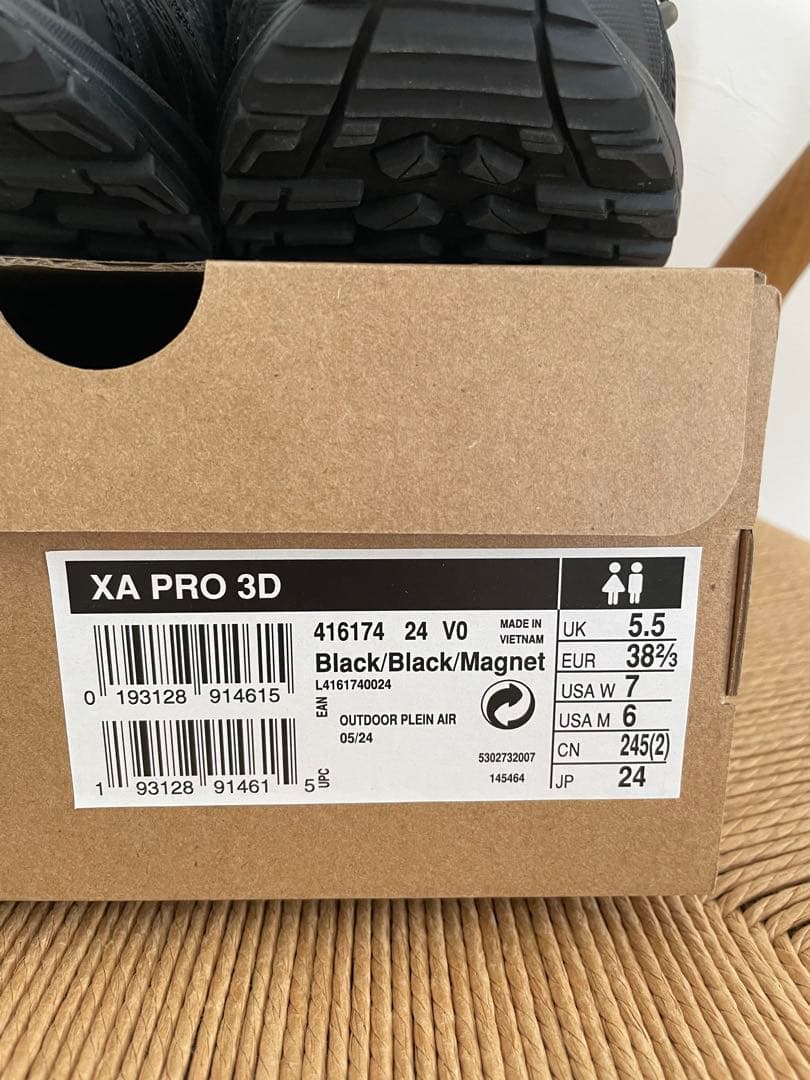 XA PRO 3D
416174 24 V0
MADE IN
VIETNAM
Black/Black/Magnet
L4161740024
0 193128 914615
EAN
OUTDOOR PLEIN AIR
05/24
5302732007
145464
1 93128 91461 5
UPC
UK 5.5
EUR 38⅔
USA W 7
USA M 6
CN 245(2)
JP 24